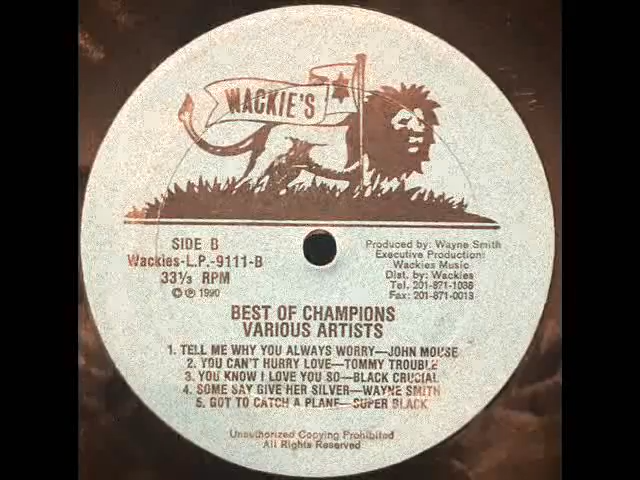 WACKIE'S
SIDE B
Wackies-L.P.-9111-B
33⅓ RPM
© ℗ 1990
Produced by: Wayne Smith
Executive Production:
Wackies Music
Dist. by: Wackies
Tel. 201-871-1036
Fax: 201-871-0013
BEST OF CHAMPIONS
VARIOUS ARTISTS
1. TELL ME WHY YOU ALWAYS WORRY—JOHN MOUSE
2. YOU CAN'T HURRY LOVE—TOMMY TROUBLE
3. YOU KNOW I LOVE YOU SO—BLACK CRUCIAL
4. SOME SAY GIVE HER SILVER—WAYNE SMITH
5. GOT TO CATCH A PLANE—SUPER BLACK
Unauthorized Copying Prohibited
All Rights Reserved